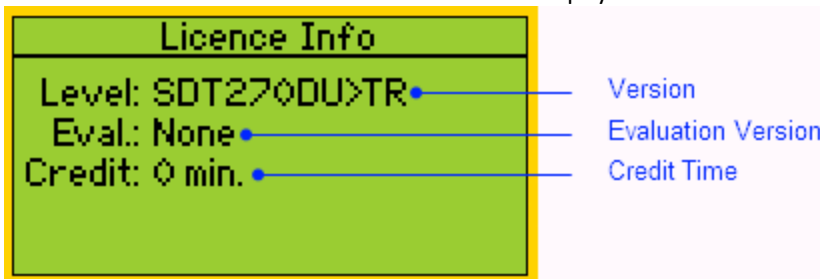 Licence Info
Level: SDT270DU>TR Version
Eval.: None Evaluation Version
Credit: 0 min. Credit Time